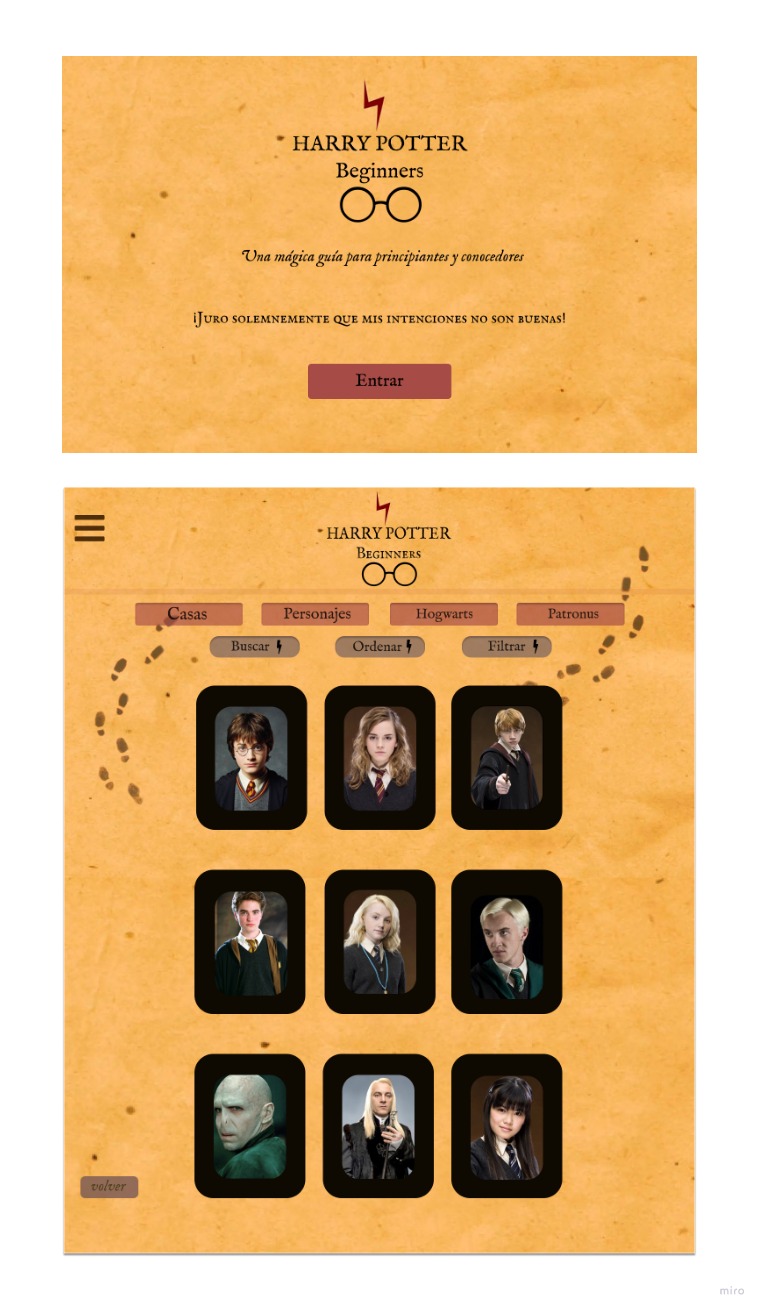 HARRY POTTER
Beginners
Una mágica guía para principiantes y conocedores
¡Juro solemnemente que mis intenciones no son buenas!
Entrar
HARRY POTTER
Beginners
Casas Personajes Hogwarts Patronus
Buscar Ordenar Filtrar
volver
miro